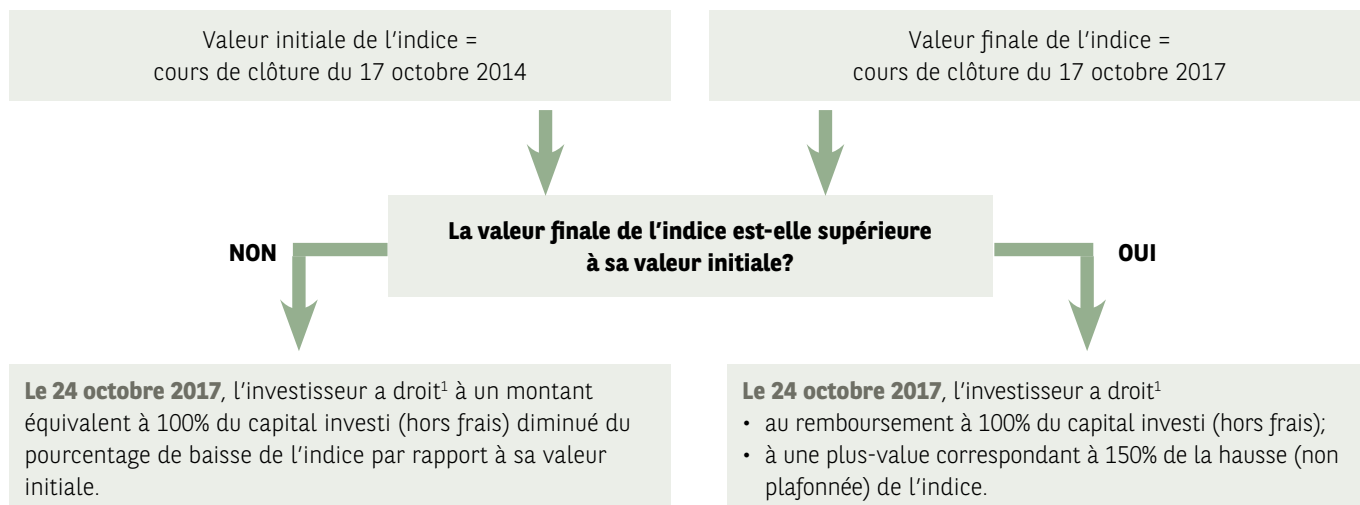 Valeur initiale de l'indice =
cours de clôture du 17 octobre 2014
Valeur finale de l'indice =
cours de clôture du 17 octobre 2017
La valeur finale de l'indice est-elle supérieure
à sa valeur initiale?
NON
OUI
Le 24 octobre 2017, l'investisseur a droit¹ à un montant
équivalent à 100% du capital investi (hors frais) diminué du
pourcentage de baisse de l'indice par rapport à sa valeur
initiale.
Le 24 octobre 2017, l'investisseur a droit¹
• au remboursement à 100% du capital investi (hors frais);
• à une plus-value correspondant à 150% de la hausse (non
plafonnée) de l'indice.